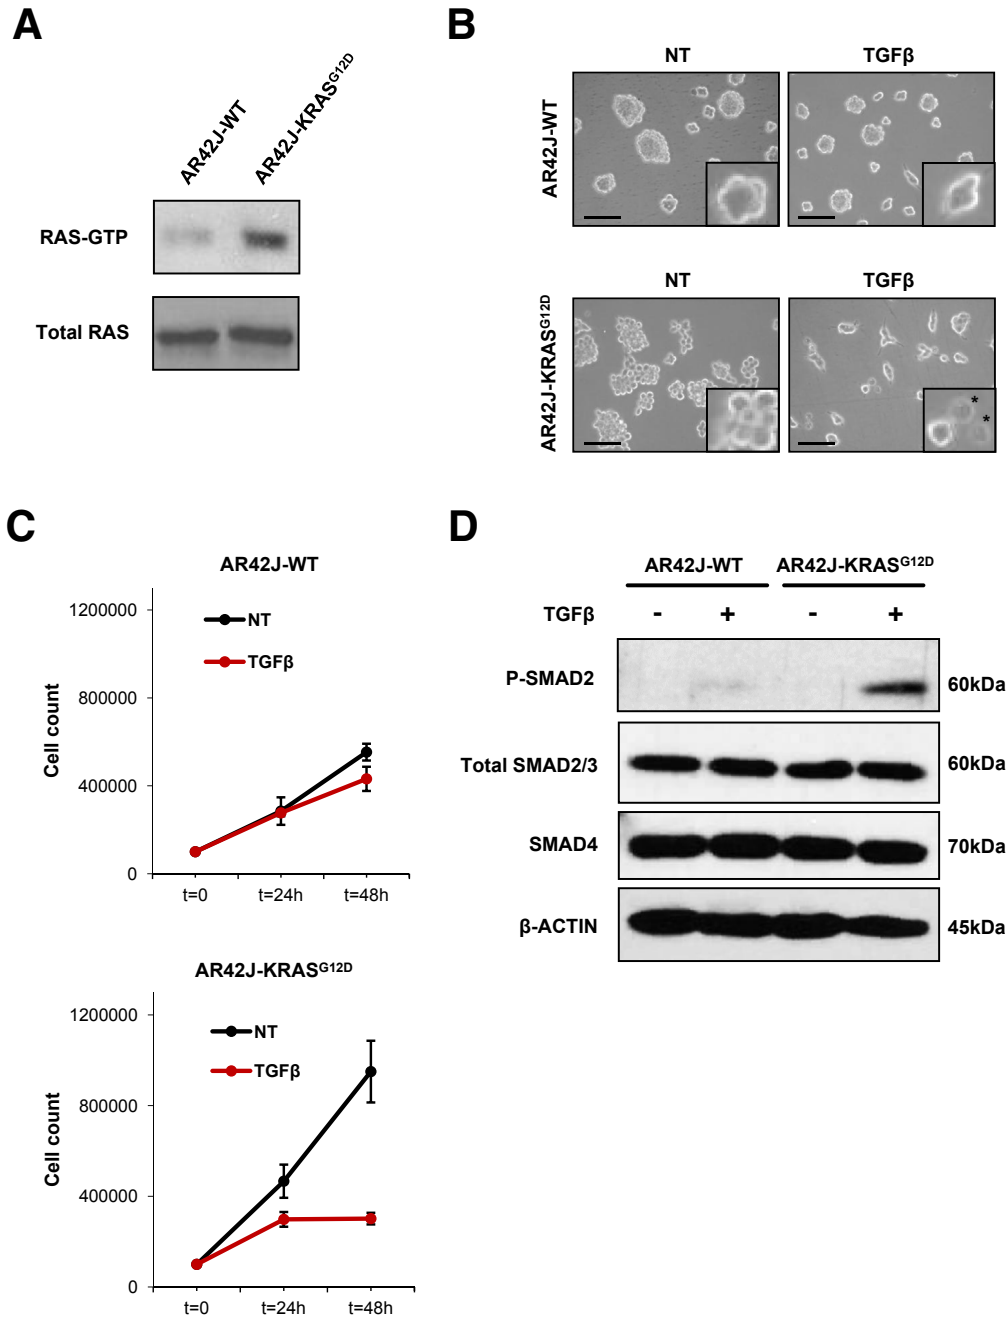 A
AR42J-WT
AR42J-KRASG12D
RAS-GTP
Total RAS
B
NT
TGFβ
AR42J-WT
NT
TGFβ
AR42J-KRASG12D
*
*
C
AR42J-WT
1200000
800000
400000
0
Cell count
NT
TGFβ
t=0
t=24h
t=48h
AR42J-KRASG12D
1200000
800000
400000
0
Cell count
NT
TGFβ
t=0
t=24h
t=48h
D
AR42J-WT
AR42J-KRASG12D
TGFβ
- + - +
P-SMAD2
60kDa
Total SMAD2/3
60kDa
SMAD4
70kDa
β-ACTIN
45kDa